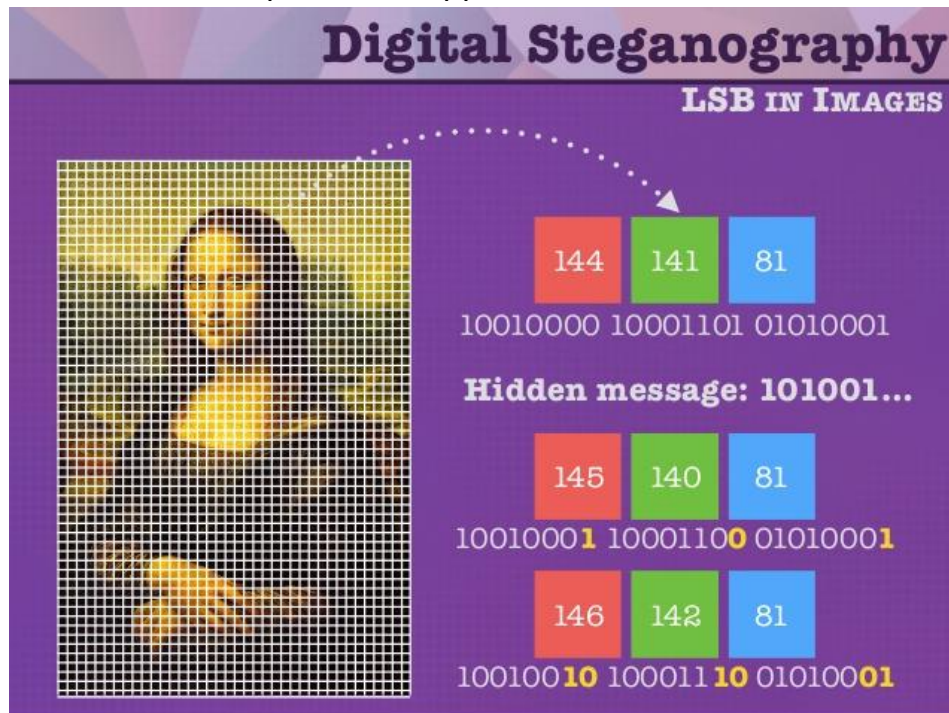 Digital Steganography
LSB IN IMAGES
144 141 81
10010000 10001101 01010001
Hidden message: 101001...
145 140 81
10010001 10001100 01010001
146 142 81
10010010 10001110 01010001